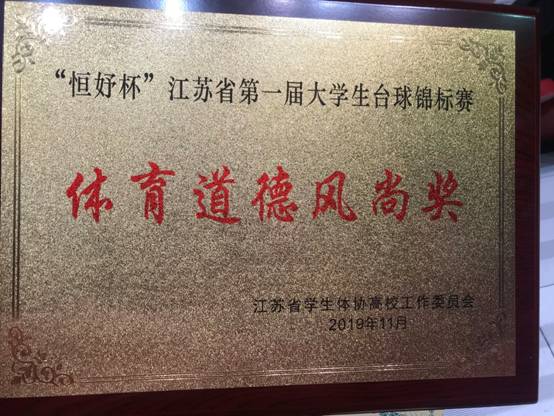 “恒好杯”江苏省第一届大学生台球锦标赛
体育道德风尚奖
江苏省学生体协高校工作委员会
2019年11月